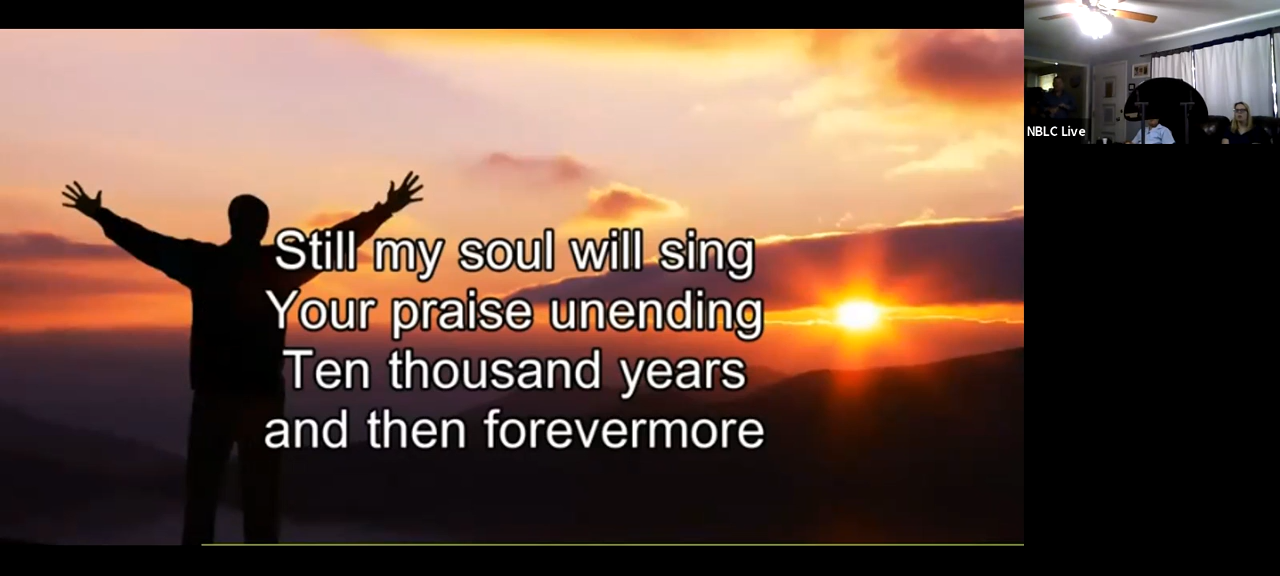 Still my soul will sing
Your praise unending
Ten thousand years
and then forevermore
NBLC Live